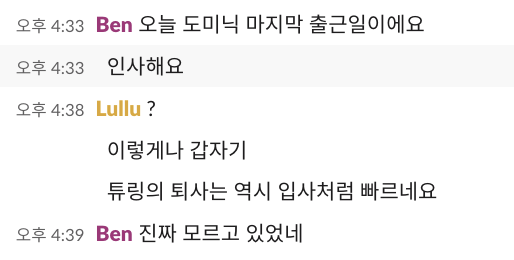 오후 4:33 Ben 오늘 도미닉 마지막 출근일이에요
오후 4:33 인사해요
오후 4:38 Lullu ?
이렇게나 갑자기
튜링의 퇴사는 역시 입사처럼 빠르네요
오후 4:39 Ben 진짜 모르고 있었네